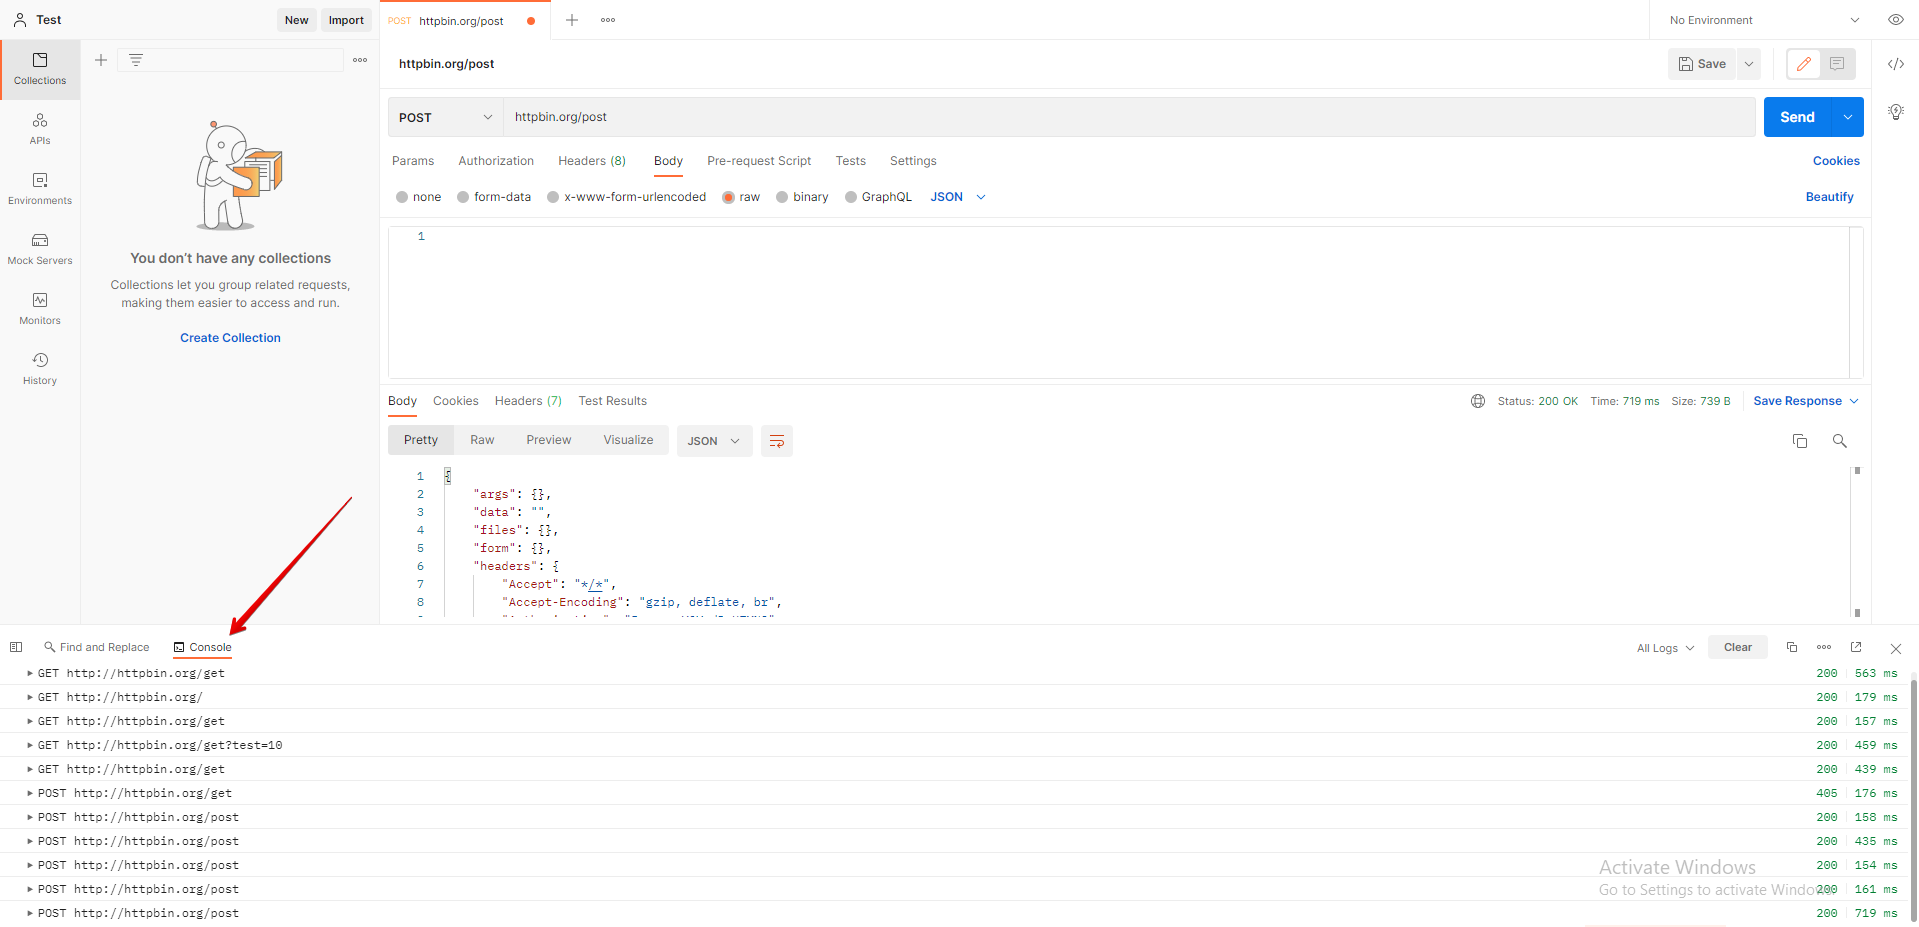 Test
New
Import
POST httpbin.org/post
No Environment
Collections
APIs
Environments
Mock Servers
Monitors
History
You don't have any collections
Collections let you group related requests,
making them easier to access and run.
Create Collection
httpbin.org/post
Save
POST
httpbin.org/post
Send
Params Authorization Headers (8) Body Pre-request Script Tests Settings
Cookies
none form-data x-www-form-urlencoded raw binary GraphQL JSON
Beautify
1
Body Cookies Headers (7) Test Results
Status: 200 OK Time: 719 ms Size: 739 B
Save Response
Pretty Raw Preview Visualize JSON
1 {
2 "args": {},
3 "data": "",
4 "files": {},
5 "form": {},
6 "headers": {
7 "Accept": "*/*",
8 "Accept-Encoding": "gzip, deflate, br",
Find and Replace
Console
All Logs
Clear
GET http://httpbin.org/get 200 563 ms
GET http://httpbin.org/ 200 179 ms
GET http://httpbin.org/get 200 157 ms
GET http://httpbin.org/get?test=10 200 459 ms
GET http://httpbin.org/get 200 439 ms
POST http://httpbin.org/get 405 176 ms
POST http://httpbin.org/post 200 158 ms
POST http://httpbin.org/post 200 435 ms
POST http://httpbin.org/post 200 154 ms
POST http://httpbin.org/post 200 161 ms
POST http://httpbin.org/post 200 719 ms
Activate Windows
Go to Settings to activate Windows.